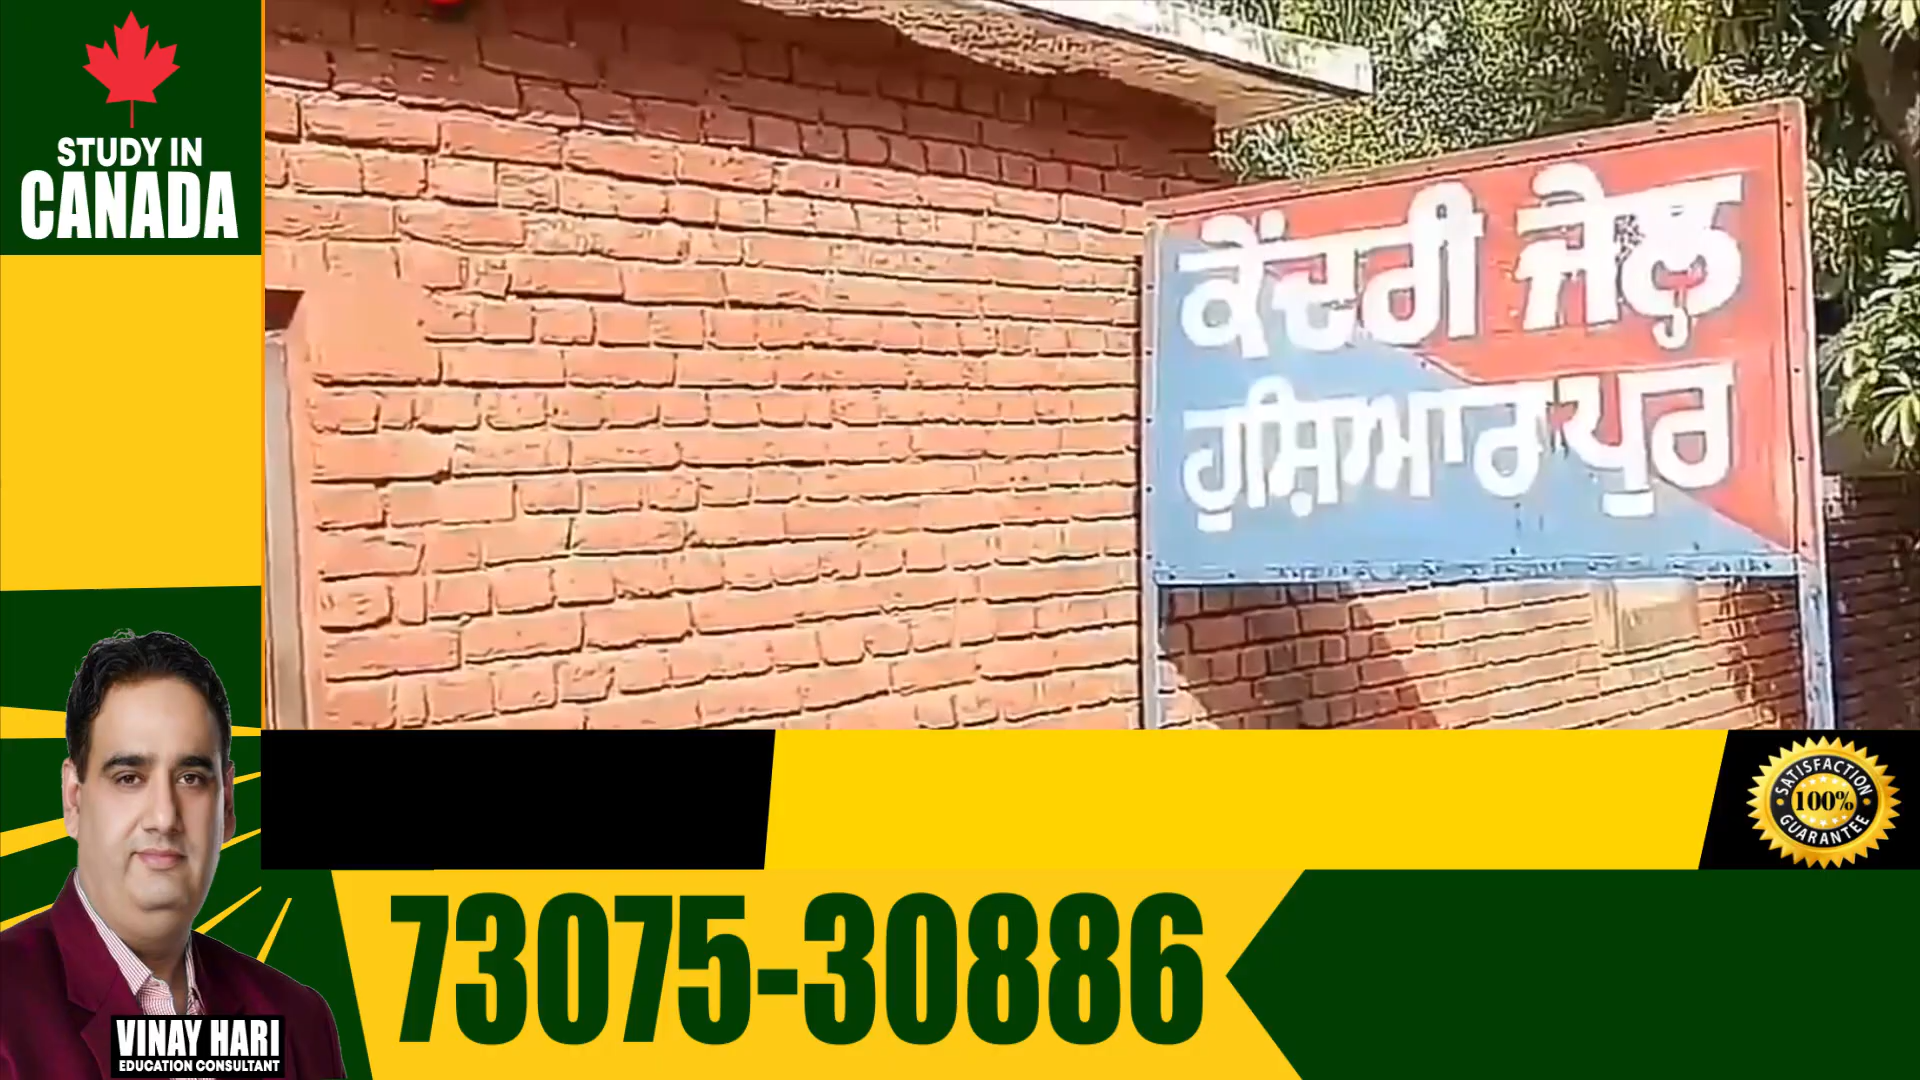 STUDY IN
CANADA
ਕੇਂਦਰੀ ਜੇਲ੍ਹ
ਹੁਸ਼ਿਆਰਪੁਰ
SATISFACTION
100%
GUARANTEE
73075-30886
VINAY HARI
EDUCATION CONSULTANT